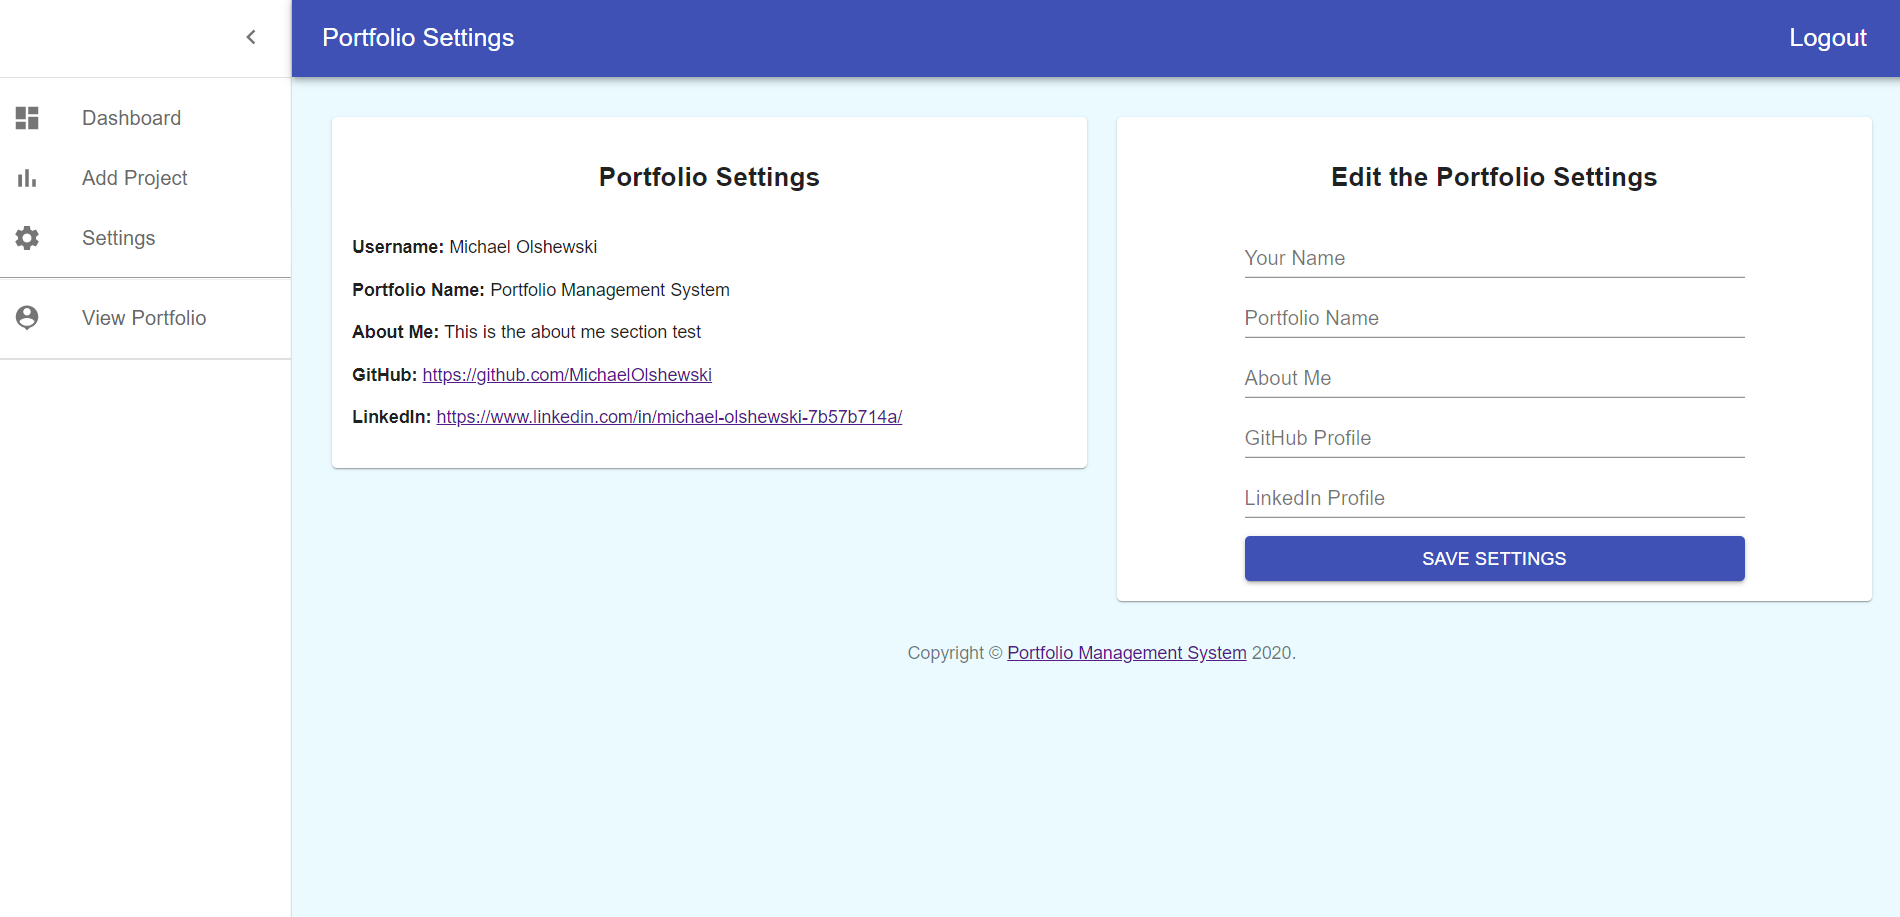 Portfolio Settings
Logout
Dashboard
Add Project
Settings
View Portfolio
Portfolio Settings
Username: Michael Olshewski
Portfolio Name: Portfolio Management System
About Me: This is the about me section test
GitHub: https://github.com/MichaelOlshewski
LinkedIn: https://www.linkedin.com/in/michael-olshewski-7b57b714a/
Edit the Portfolio Settings
Your Name
Portfolio Name
About Me
GitHub Profile
LinkedIn Profile
SAVE SETTINGS
Copyright © Portfolio Management System 2020.